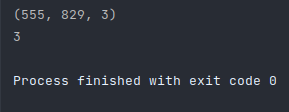 (555, 829, 3)
3
Process finished with exit code 0